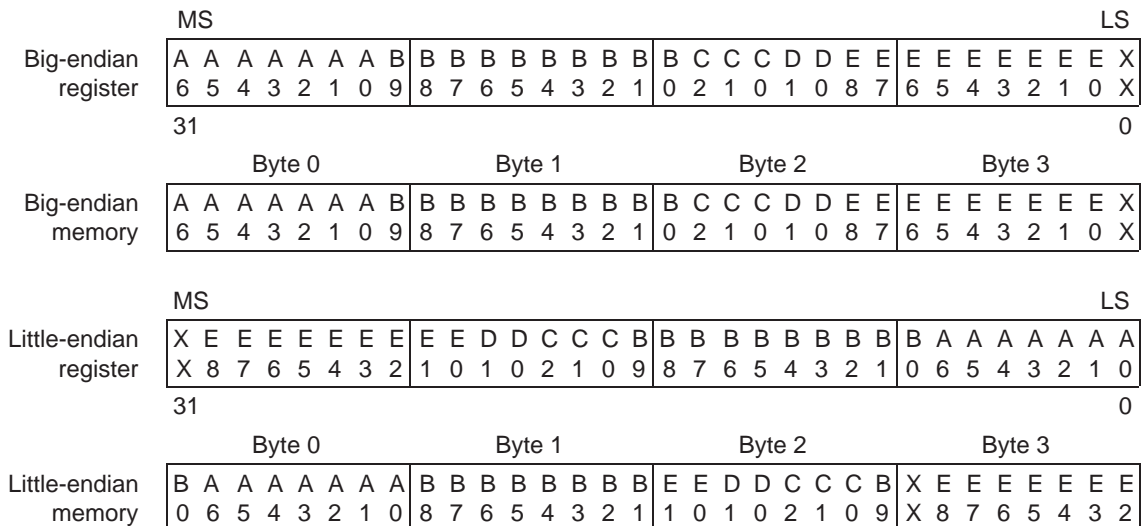 MS LS
Big-endian A A A A A A A B B B B B B B B B B C C C D D E E E E E E E E E X
register 6 5 4 3 2 1 0 9 8 7 6 5 4 3 2 1 0 2 1 0 1 0 8 7 6 5 4 3 2 1 0 X
31 0
Byte 0 Byte 1 Byte 2 Byte 3
Big-endian A A A A A A A B B B B B B B B B B C C C D D E E E E E E E E E X
memory 6 5 4 3 2 1 0 9 8 7 6 5 4 3 2 1 0 2 1 0 1 0 8 7 6 5 4 3 2 1 0 X
MS LS
Little-endian X E E E E E E E E E D D C C C B B B B B B B B B B A A A A A A A
register X 8 7 6 5 4 3 2 1 0 1 0 2 1 0 9 8 7 6 5 4 3 2 1 0 6 5 4 3 2 1 0
31 0
Byte 0 Byte 1 Byte 2 Byte 3
Little-endian B A A A A A A A B B B B B B B B E E D D C C C B X E E E E E E E
memory 0 6 5 4 3 2 1 0 8 7 6 5 4 3 2 1 1 0 1 0 2 1 0 9 X 8 7 6 5 4 3 2